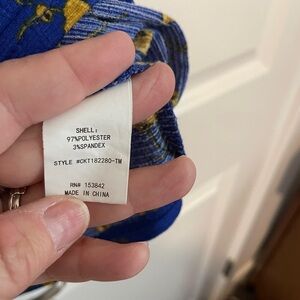 SHELL:
97%POLYESTER
3%SPANDEX
STYLE #CKT182280-TM
RN# 153842
MADE IN CHINA